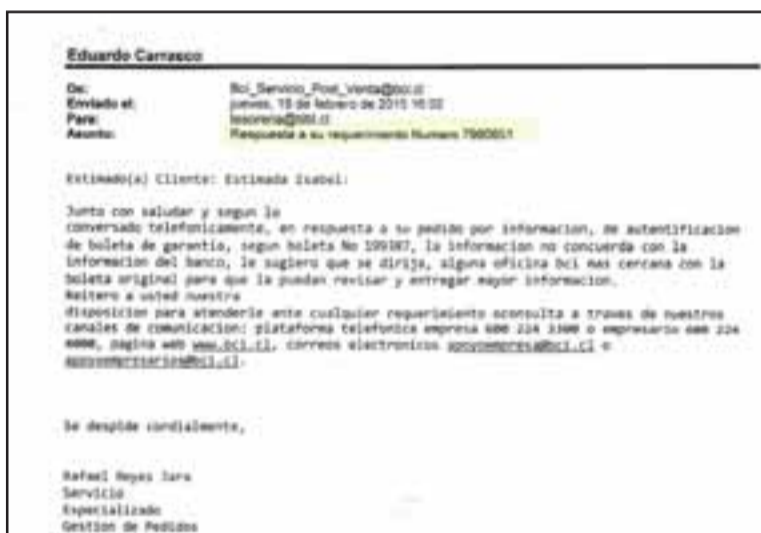 Eduardo Carrasco
De: Bci_Servicio_Post_Venta@bci.cl
Enviado el: jueves, 19 de febrero de 2015 16:02
Para: tesoreria@
Asunto: Respuesta a su requerimiento Numero
Estimado(a) Cliente: Estimada Isabel:
Junto con saludar y segun lo
conversado telefonicamente, en respuesta a su pedido por informacion, de autentificacion
de boleta de garantia, segun boleta No 199387, la informacion no concuerda con la
informacion del banco, le sugiero que se dirija, alguna oficina bci mas cercana con la
boleta original para que la puedan revisar y entregar mayor informacion.
Reitero a usted nuestra
disposicion para atenderle ante cualquier requerimiento oconsulta a traves de nuestros
canales de comunicacion: plataforma telefonica empresa 600 224 3300 o empresario 600 224
pagina web www.bci.cl, correos electronicos apoyoempresa@bci.cl o
apoyoempresarios@bci.cl.
Se despide cordialmente,
Rafael Reyes Jara
Servicio
Especializado
Gestion de Pedidos